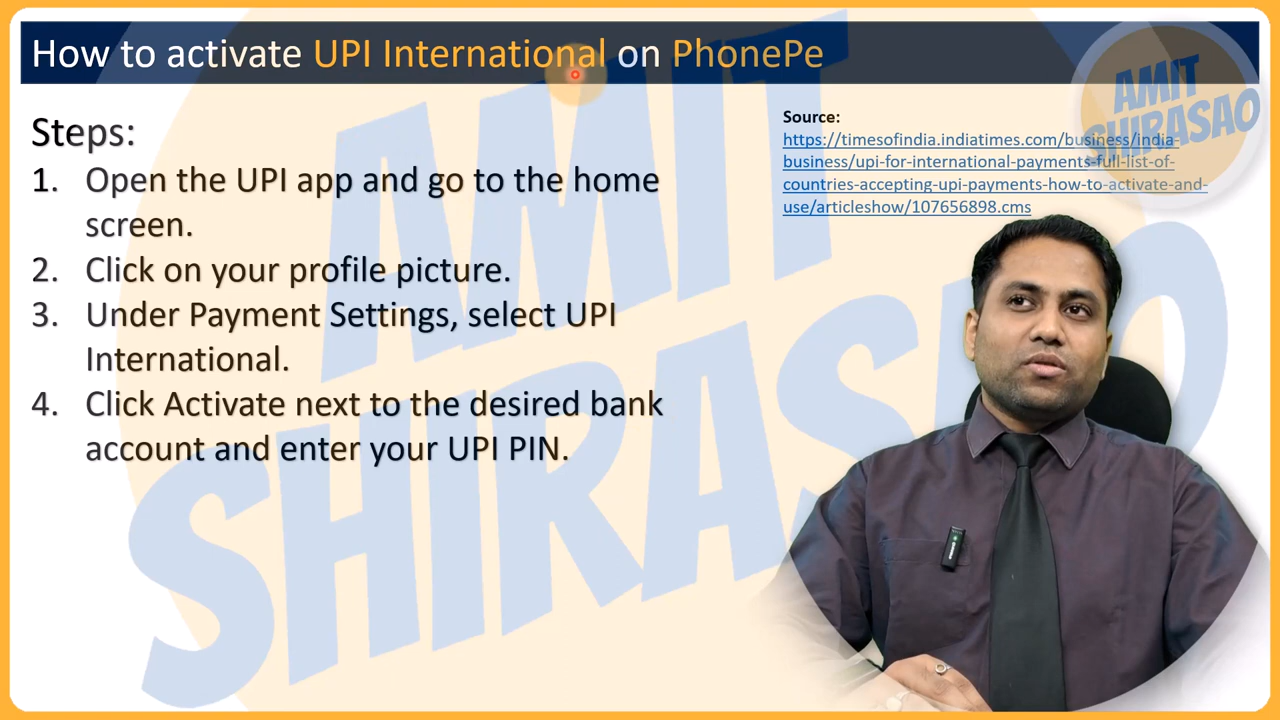 How to activate UPI International on PhonePe
AMIT
SHIRASAO
Source:
https://timesofindia.indiatimes.com/business/india-
business/upi-for-international-payments-full-list-of-
countries-accepting-upi-payments-how-to-activate-and-
use/articleshow/107656898.cms
Steps:
1. Open the UPI app and go to the home
screen.
2. Click on your profile picture.
3. Under Payment Settings, select UPI
International.
4. Click Activate next to the desired bank
account and enter your UPI PIN.
AMIT
SHIRASAO